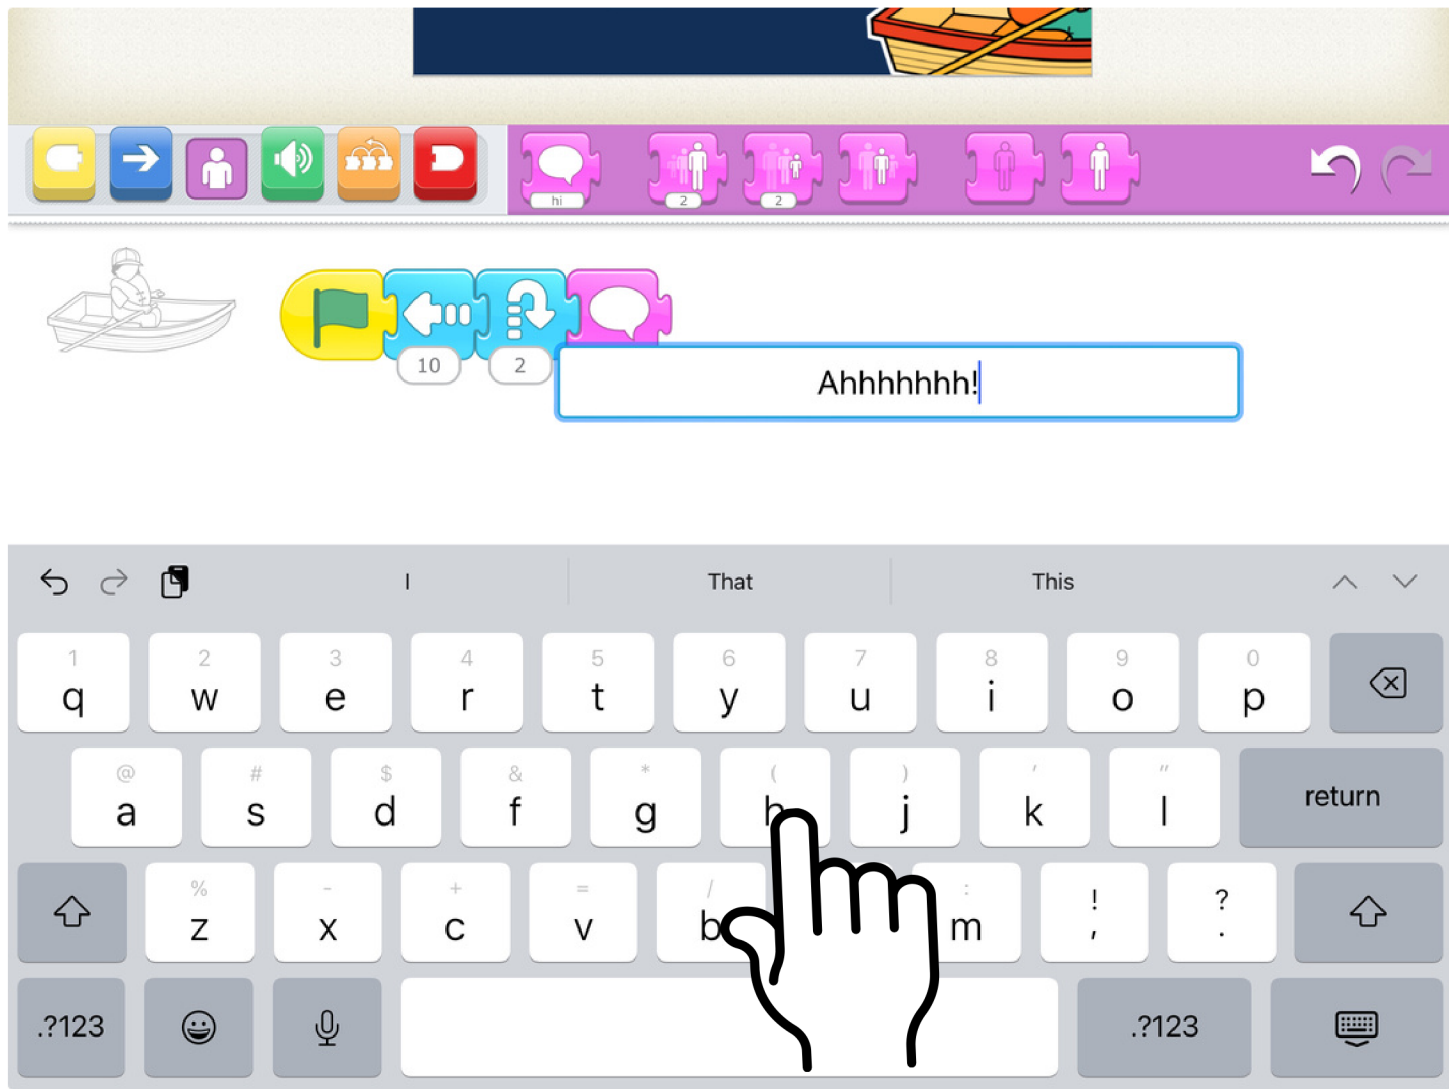 hi
2
2
10
2
Ahhhhhhh!
I
That
This
1 2 3 4 5 6 7 8 9 0
q w e r t y u i o p
@ # $ & * ( ) ' "
a s d f g h j k l
return
% - + = / : ! ?
z x c v b m , .
.?123
.?123